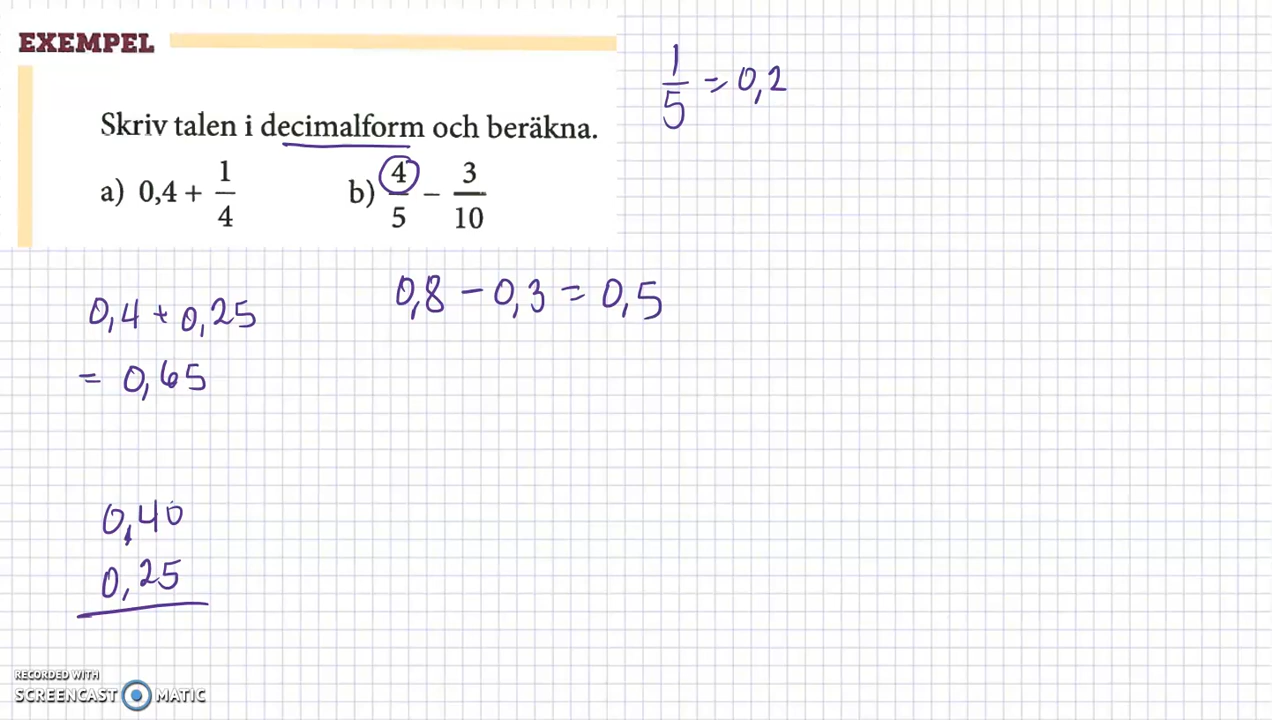 EXEMPEL
Skriv talen i decimalform och beräkna.
a) 0,4 + 1/4
b) 4/5 − 3/10
1/5 = 0,2
0,8 − 0,3 = 0,5
0,4 + 0,25
= 0,65
0,40
0,25
RECORDED WITH
SCREENCAST MATIC